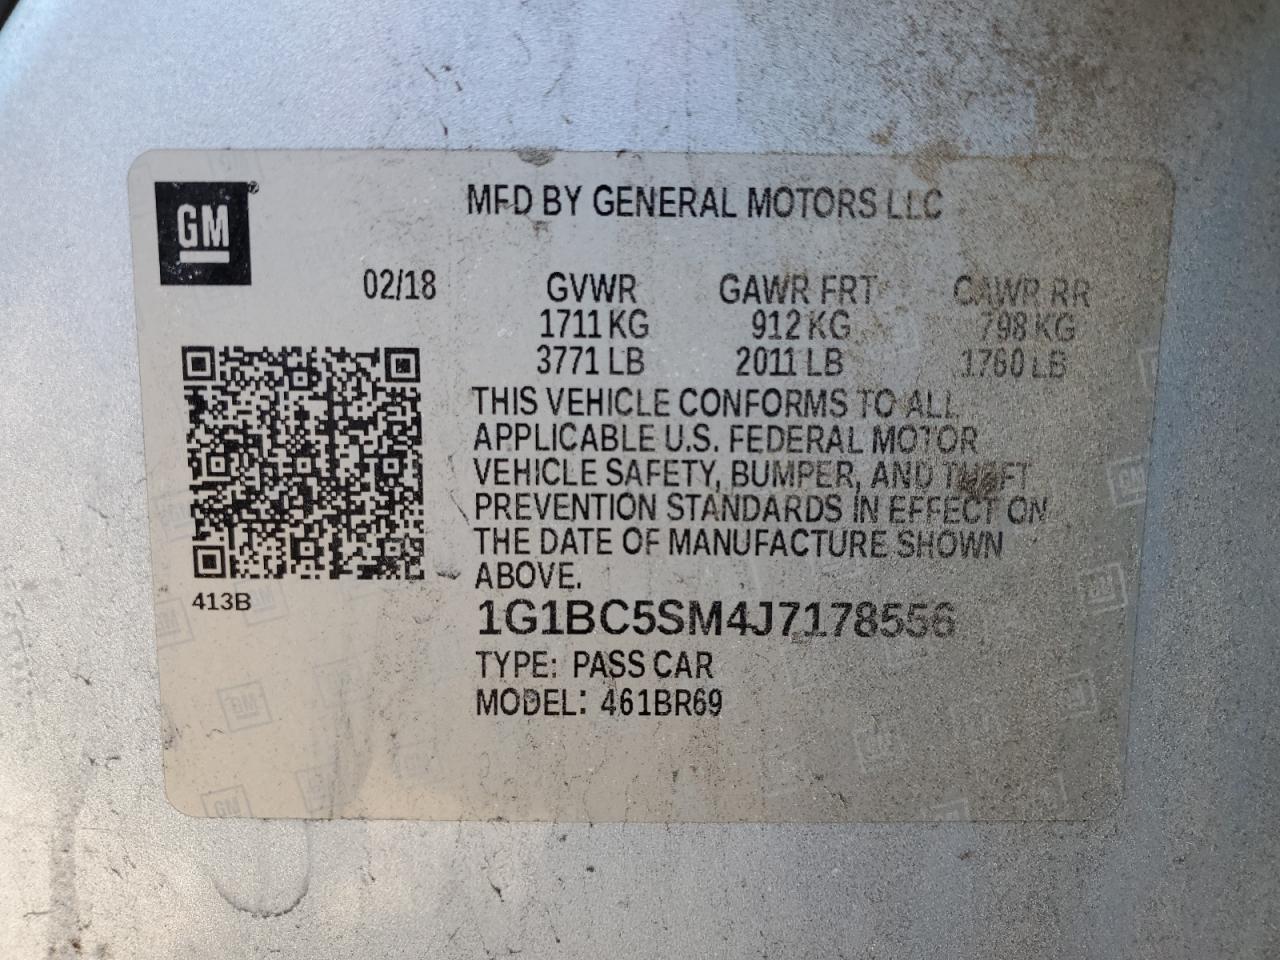 GM
MFD BY GENERAL MOTORS LLC
02/18 GVWR GAWR FRT GAWR RR
1711 KG 912 KG 798 KG
3771 LB 2011 LB 1760 LB
THIS VEHICLE CONFORMS TO ALL
APPLICABLE U.S. FEDERAL MOTOR
VEHICLE SAFETY, BUMPER, AND THEFT
PREVENTION STANDARDS IN EFFECT ON
THE DATE OF MANUFACTURE SHOWN
ABOVE.
413B
1G1BC5SM4J7178556
TYPE: PASS CAR
MODEL: 461BR69